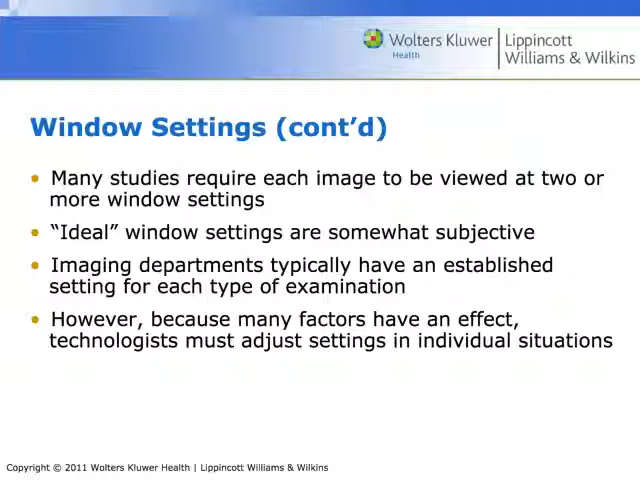 Wolters Kluwer
Health
Lippincott
Williams & Wilkins
Window Settings (cont’d)
• Many studies require each image to be viewed at two or
more window settings
• “Ideal” window settings are somewhat subjective
• Imaging departments typically have an established
setting for each type of examination
• However, because many factors have an effect,
technologists must adjust settings in individual situations
Copyright © 2011 Wolters Kluwer Health | Lippincott Williams & Wilkins